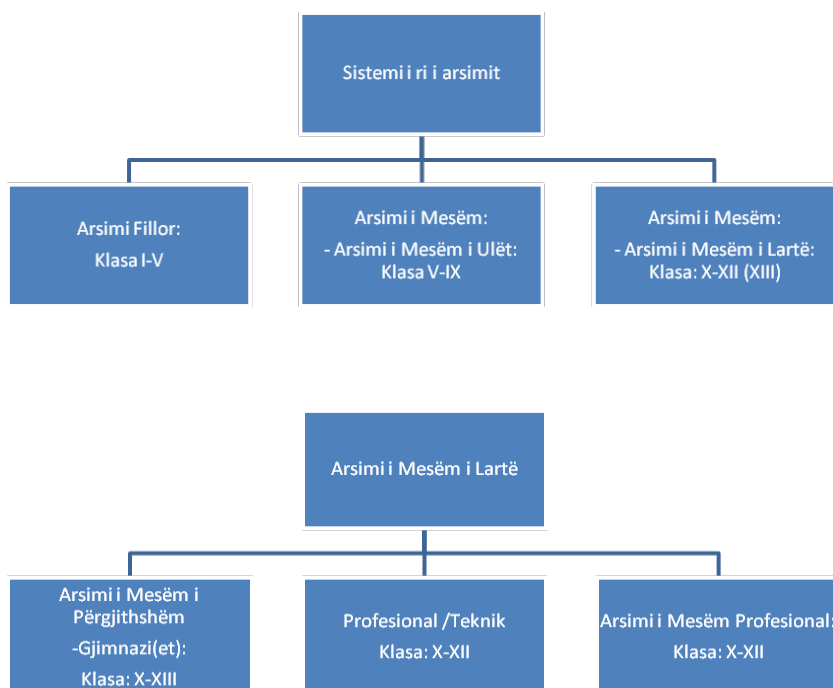 Sistemi i ri i arsimit
Arsimi Fillor:
Klasa I-V
Arsimi i Mesëm:
- Arsimi i Mesëm i Ulët:
Klasa V-IX
Arsimi i Mesëm:
- Arsimi i Mesëm i Lartë:
Klasa: X-XII (XIII)
Arsimi i Mesëm i Lartë
Arsimi i Mesëm i
Përgjithshëm
-Gjimnazi(et):
Klasa: X-XIII
Profesional /Teknik
Klasa: X-XII
Arsimi i Mesëm Profesional:
Klasa: X-XII